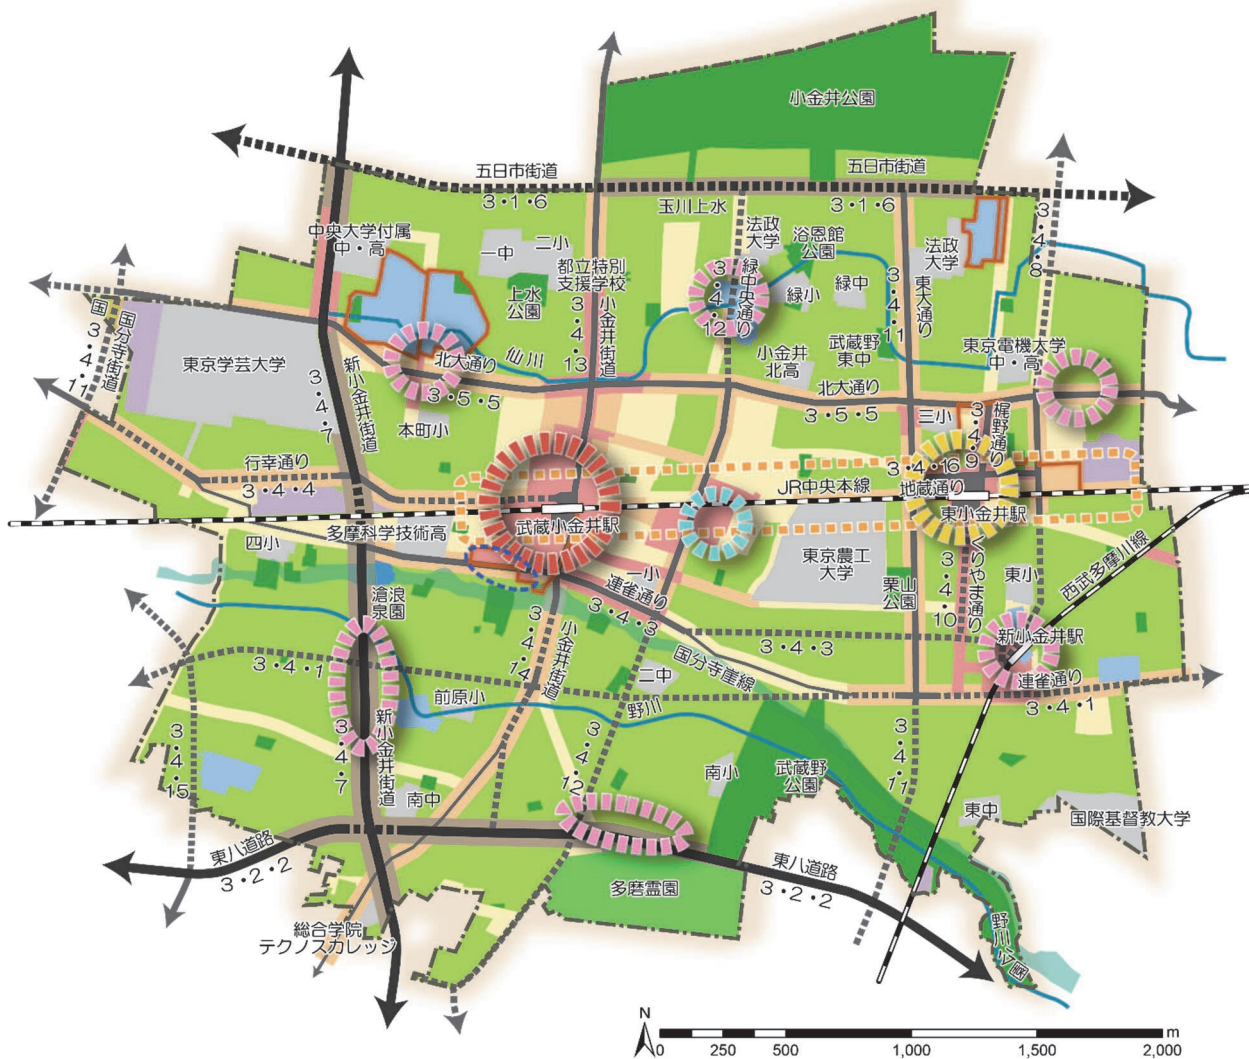 小金井公園
五日市街道
3・1・6
五日市街道
3・1・6
玉川上水
中央大学付属
中・高
一中
二小
上水
公園
都立特別
支援学校
3・4・13
小金井街道
法政
大学
浴恩館
公園
緑小
緑中
緑中央通り
3・4・12
3・4・11
東大通り
法政
大学
3・4・8
国分寺街道
国3・4・11
東京学芸大学
新小金井街道
3・4・7
北大通り
3・5・5
仙川
本町小
小金井
北高
武蔵野
東中
北大通り
3・5・5
東京電機大学
中・高
三小
梶野通り
3・4・9
行幸通り
3・4・4
3・4・16
地蔵通り
JR中央本線
武蔵小金井駅
東小金井駅
四小
多摩科学技術高
滄浪
泉園
一小
連雀通り
3・4・3
東京農工
大学
栗山
公園
くりやま通り
3・4・10
東小
西武多摩川線
新小金井駅
3・4・1
3・4・14
小金井街道
国分寺崖線
3・4・3
連雀通り
3・4・1
二中
野川
前原小
新小金井街道
3・4・7
3・4・15
3・4・12
南小
武蔵野
公園
3・4・11
南中
東中
国際基督教大学
東八道路
3・2・2
東八道路
3・2・2
多磨霊園
総合学院
テクノスカレッジ
野川公園
N
0 250 500 1,000 1,500 2,000 m